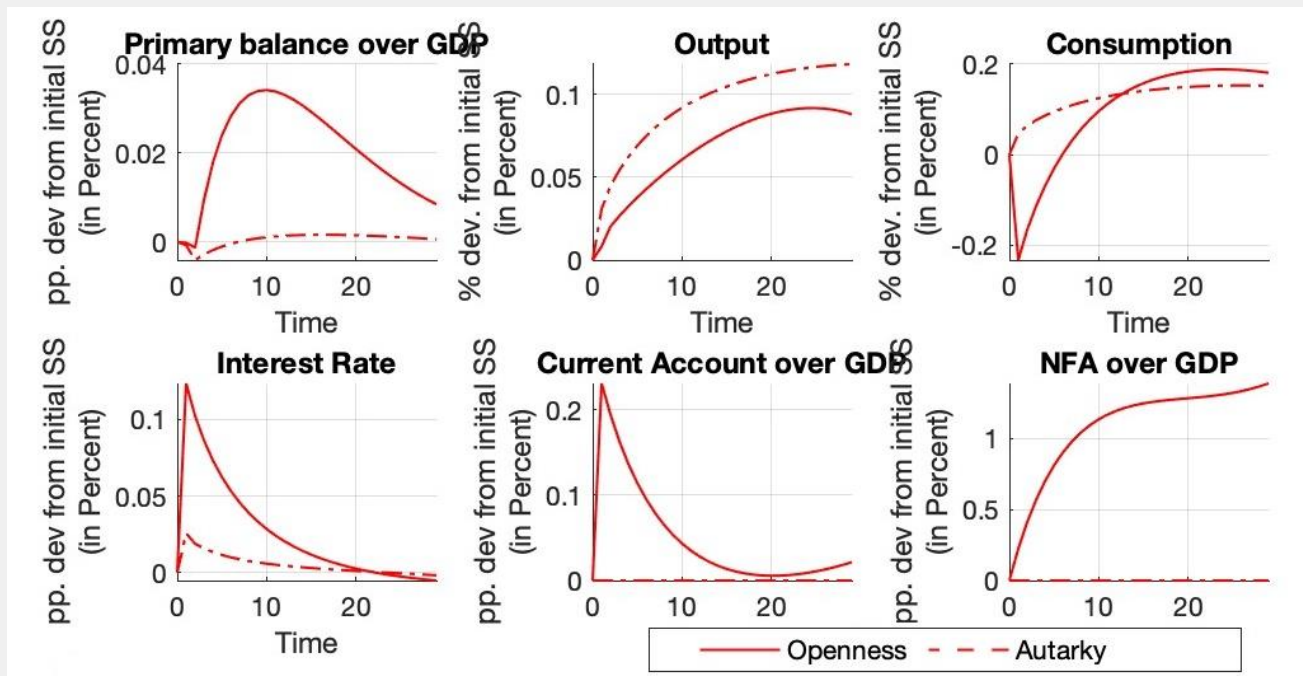 Primary balance over GDP
pp. dev from initial SS
(in Percent)
0.04
0.02
0
0 10 20
Time
Output
% dev. from initial SS
(in Percent)
0.1
0.05
0
0 10 20
Time
Consumption
% dev. from initial SS
(in Percent)
0.2
0
-0.2
0 10 20
Time
Interest Rate
pp. dev from initial SS
(in Percent)
0.1
0.05
0
0 10 20
Time
Current Account over GDP
pp. dev from initial SS
(in Percent)
0.2
0.1
0
0 10 20
NFA over GDP
pp. dev from initial SS
(in Percent)
1
0.5
0
0 10 20
Openness Autarky